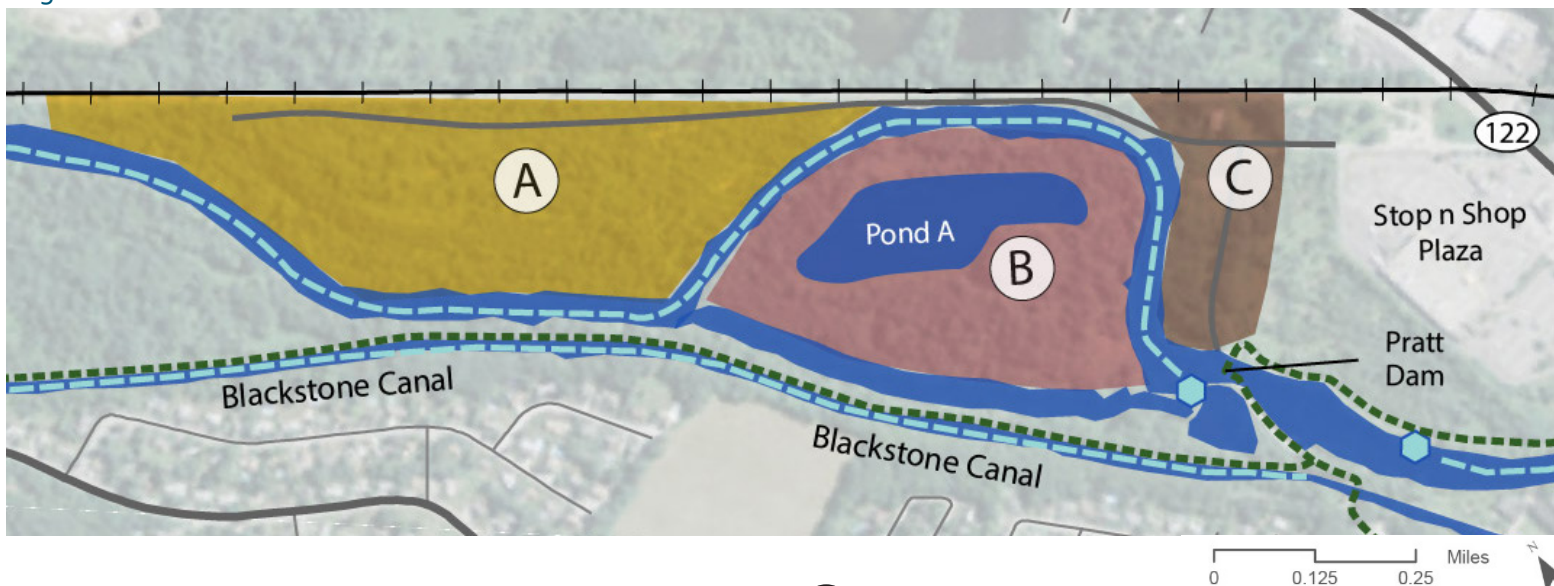 A
122
C
Stop n Shop
Plaza
Pond A
B
Pratt
Dam
Blackstone Canal
Blackstone Canal
N
Miles
0 0.125 0.25